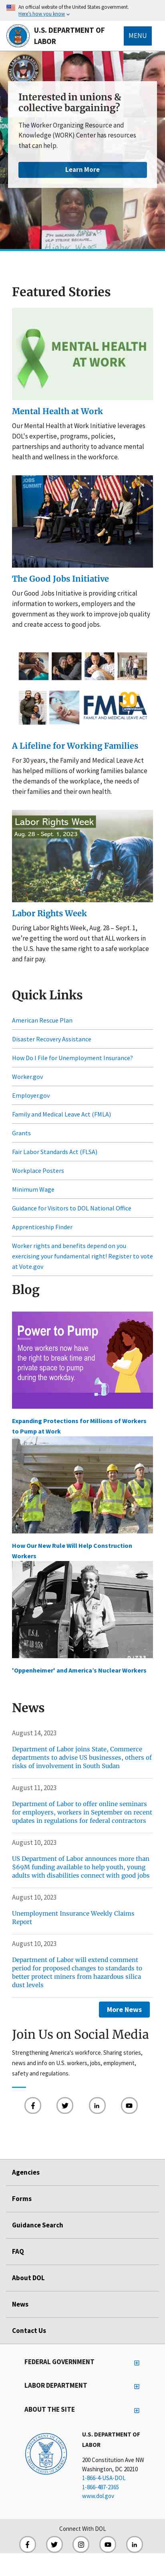 An official website of the United States government.
Here's how you know
U.S. DEPARTMENT OF
LABOR
MENU
Interested in unions &
collective bargaining?
The Worker Organizing Resource and
Knowledge (WORK) Center has resources
that can help.
Learn More
Featured Stories
MENTAL HEALTH
AT WORK
Mental Health at Work
Our Mental Health at Work Initiative leverages
DOL's expertise, programs, policies,
partnerships, and workforce to promote mental
health and wellness in the workforce.
JOBS
SUMMIT
The Good Jobs Initiative
Our Good Jobs Initiative is providing critical
information to workers, employers and the
government as they work to improve job quality
and create access to good jobs.
FMLA 30
FAMILY AND MEDICAL LEAVE ACT
A Lifeline for Working Families
For 30 years, the Family and Medical Leave Act
has helped millions of working families balance
the demands of the workplace, the needs of
their families and their own health.
Labor Rights Week
Aug. 28 - Sept. 1, 2023
Labor Rights Week
During Labor Rights Week, Aug. 28 – Sept. 1,
we're getting the word out that ALL workers in
the U.S. have the same right to a safe workplace
and fair pay.
Quick Links
American Rescue Plan
Disaster Recovery Assistance
How Do I File for Unemployment Insurance?
Worker.gov
Employer.gov
Family and Medical Leave Act (FMLA)
Grants
Fair Labor Standards Act (FLSA)
Workplace Posters
Minimum Wage
Guidance for Visitors to DOL National Office
Apprenticeship Finder
Worker rights and benefits depend on you
exercising your fundamental right! Register to vote
at Vote.gov
Blog
Power to Pump
More workers now have
the right to break time and
private space to pump
during the workday.
Expanding Protections for Millions of Workers
to Pump at Work
How Our New Rule Will Help Construction
Workers
'Oppenheimer' and America's Nuclear Workers
News
August 14, 2023
Department of Labor joins State, Commerce
departments to advise US businesses, others of
risks of involvement in South Sudan
August 11, 2023
Department of Labor to offer online seminars
for employers, workers in September on recent
updates in regulations for federal contractors
August 10, 2023
US Department of Labor announces more than
$69M funding available to help youth, young
adults with disabilities connect with good jobs
August 10, 2023
Unemployment Insurance Weekly Claims
Report
August 10, 2023
Department of Labor will extend comment
period for proposed changes to standards to
better protect miners from hazardous silica
dust levels
More News
Join Us on Social Media
Strengthening America's workforce. Sharing stories,
news and info on U.S. workers, jobs, employment,
safety and regulations.
Agencies
Forms
Guidance Search
FAQ
About DOL
News
Contact Us
FEDERAL GOVERNMENT
LABOR DEPARTMENT
ABOUT THE SITE
U.S. DEPARTMENT OF
LABOR
200 Constitution Ave NW
Washington, DC 20210
1-866-4-USA-DOL
1-866-487-2365
www.dol.gov
Connect With DOL